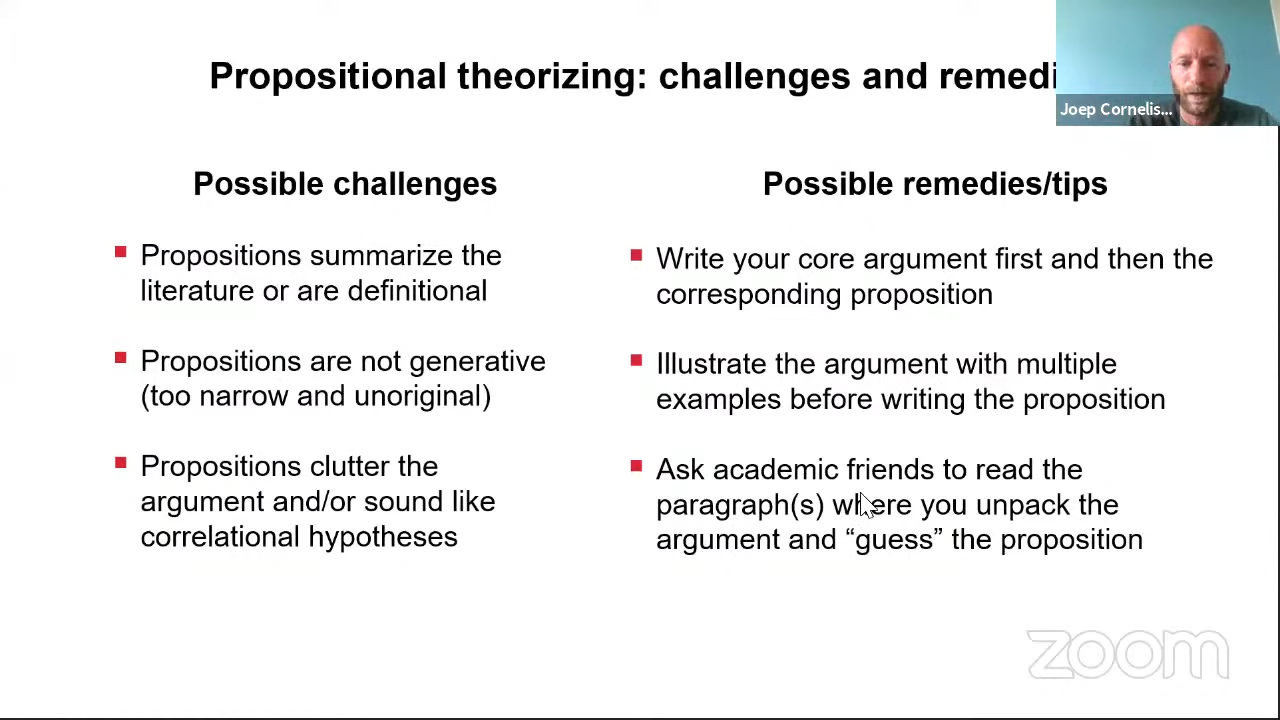 Propositional theorizing: challenges and remedi
Joep Cornelis...
Possible challenges
Propositions summarize the
literature or are definitional
Propositions are not generative
(too narrow and unoriginal)
Propositions clutter the
argument and/or sound like
correlational hypotheses
Possible remedies/tips
Write your core argument first and then the
corresponding proposition
Illustrate the argument with multiple
examples before writing the proposition
Ask academic friends to read the
paragraph(s) where you unpack the
argument and “guess” the proposition
zoom